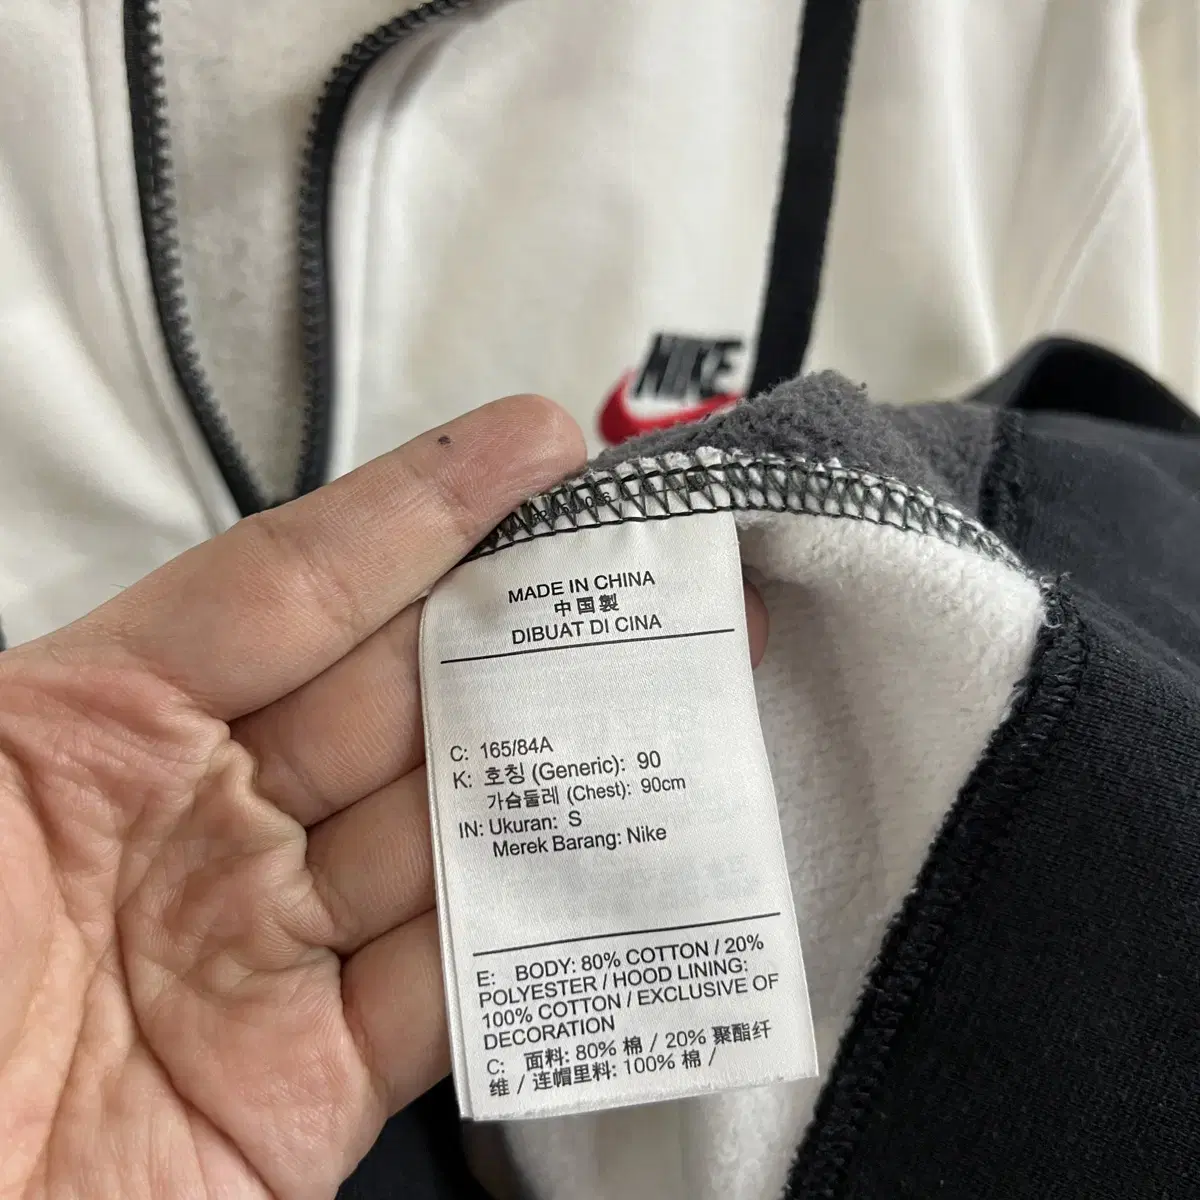 NIKE
MADE IN CHINA
中国製
DIBUAT DI CINA
C: 165/84A
K: 호칭 (Generic): 90
가슴둘레 (Chest): 90cm
IN: Ukuran: S
Merek Barang: Nike
E: BODY: 80% COTTON / 20%
POLYESTER / HOOD LINING:
100% COTTON / EXCLUSIVE OF
DECORATION
C: 面料: 80% 棉 / 20% 聚酯纤
维 / 连帽里料: 100% 棉 /